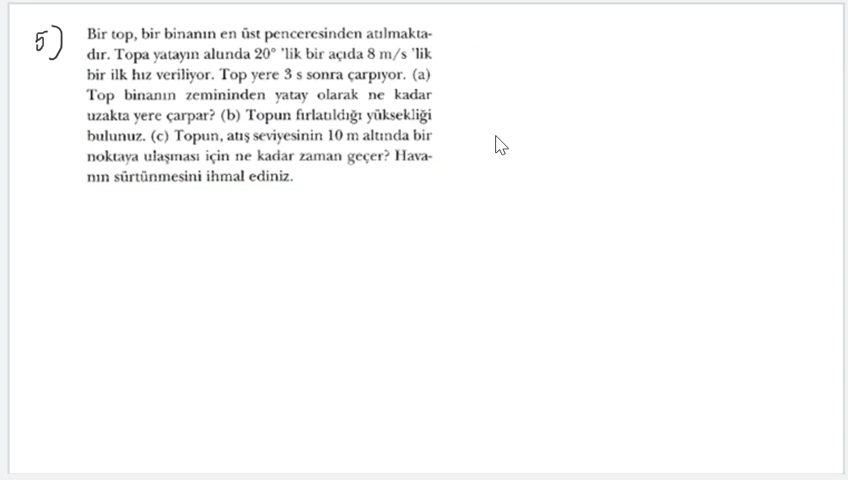 5)
Bir top, bir binanın en üst penceresinden atılmakta-
dır. Topa yatayın altında 20° 'lik bir açıda 8 m/s 'lik
bir ilk hız veriliyor. Top yere 3 s sonra çarpıyor. (a)
Top binanın zemininden yatay olarak ne kadar
uzakta yere çarpar? (b) Topun fırlatıldığı yüksekliği
bulunuz. (c) Topun, atış seviyesinin 10 m altında bir
noktaya ulaşması için ne kadar zaman geçer? Hava-
nın sürtünmesini ihmal ediniz.